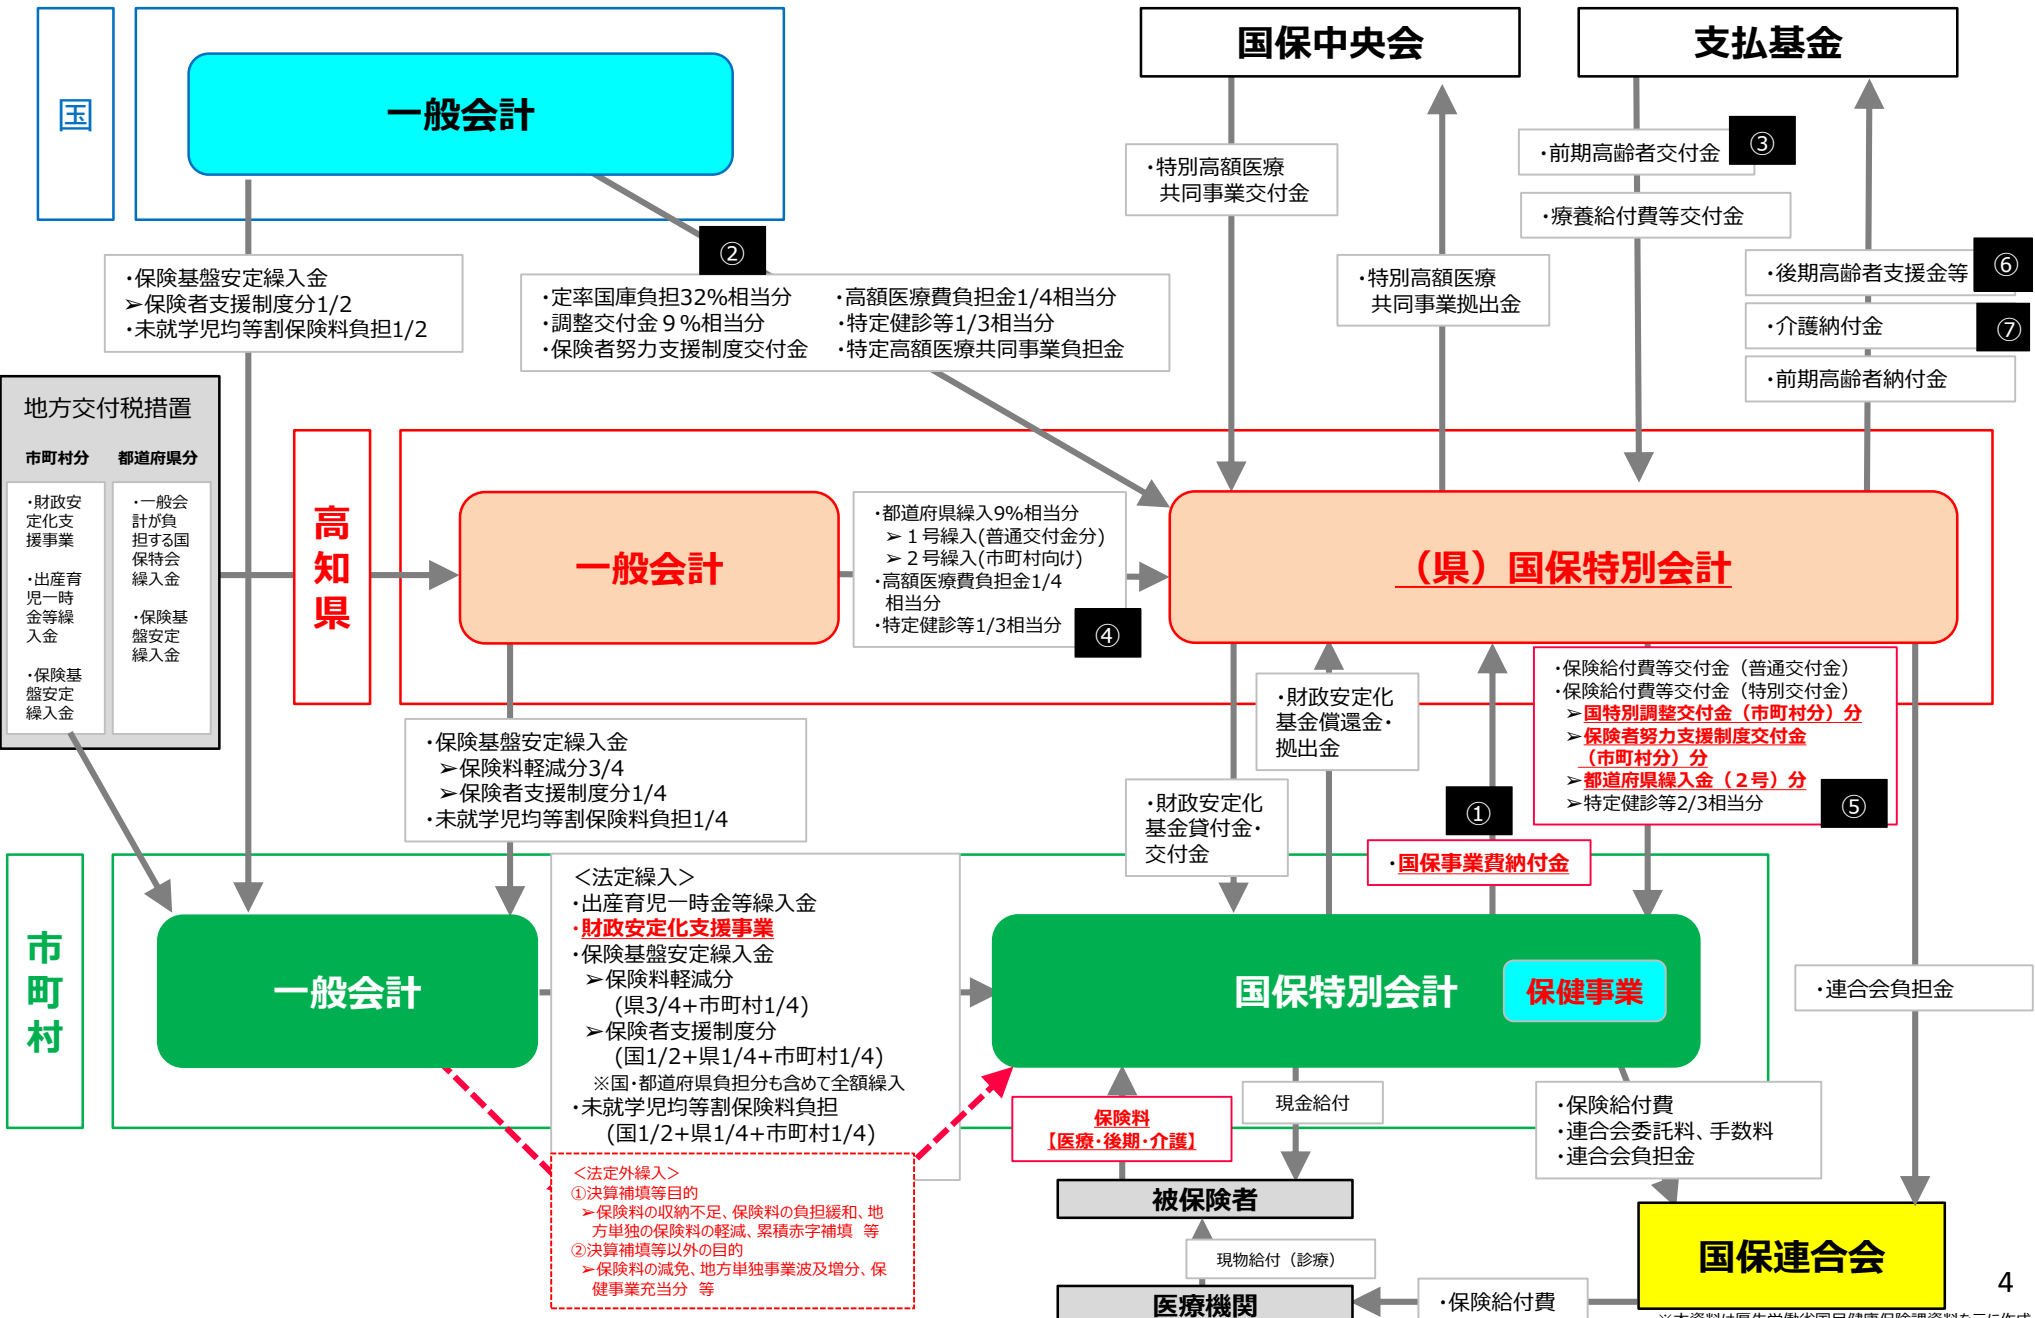 国
一般会計
国保中央会
支払基金
・特別高額医療
共同事業交付金
・前期高齢者交付金
③
・療養給付費等交付金
②
・保険基盤安定繰入金
➢保険者支援制度分1/2
・未就学児均等割保険料負担1/2
・定率国庫負担32%相当分
・調整交付金９%相当分
・保険者努力支援制度交付金
・高額医療費負担金1/4相当分
・特定健診等1/3相当分
・特定高額医療共同事業負担金
・特別高額医療
共同事業拠出金
・後期高齢者支援金等
⑥
・介護納付金
⑦
・前期高齢者納付金
地方交付税措置
市町村分
都道府県分
・財政安
定化支
援事業
・出産育
児一時
金等繰
入金
・保険基
盤安定
繰入金
・一般会
計が負
担する国
保特会
繰入金
・保険基
盤安定
繰入金
高
知
県
一般会計
・都道府県繰入9%相当分
➢１号繰入(普通交付金分)
➢２号繰入(市町村向け)
・高額医療費負担金1/4
相当分
・特定健診等1/3相当分
④
（県）国保特別会計
・保険基盤安定繰入金
➢保険料軽減分3/4
➢保険者支援制度分1/4
・未就学児均等割保険料負担1/4
・財政安定化
基金償還金・
拠出金
・財政安定化
基金貸付金・
交付金
①
・国保事業費納付金
・保険給付費等交付金（普通交付金）
・保険給付費等交付金（特別交付金）
➢国特別調整交付金（市町村分）分
➢保険者努力支援制度交付金
（市町村分）分
➢都道府県繰入金（２号）分
➢特定健診等2/3相当分
⑤
市
町
村
一般会計
＜法定繰入＞
・出産育児一時金等繰入金
・財政安定化支援事業
・保険基盤安定繰入金
➢保険料軽減分
(県3/4+市町村1/4)
➢保険者支援制度分
(国1/2+県1/4+市町村1/4)
※国・都道府県負担分も含めて全額繰入
・未就学児均等割保険料負担
(国1/2+県1/4+市町村1/4)
国保特別会計
保健事業
・連合会負担金
＜法定外繰入＞
①決算補填等目的
➢保険料の収納不足、保険料の負担緩和、地
方単独の保険料の軽減、累積赤字補填　等
②決算補填等以外の目的
➢保険料の減免、地方単独事業波及増分、保
健事業充当分　等
保険料
【医療・後期・介護】
現金給付
・保険給付費
・連合会委託料、手数料
・連合会負担金
被保険者
現物給付（診療）
医療機関
・保険給付費
国保連合会
4
※本資料は厚生労働省国民健康保険課資料を元に作成